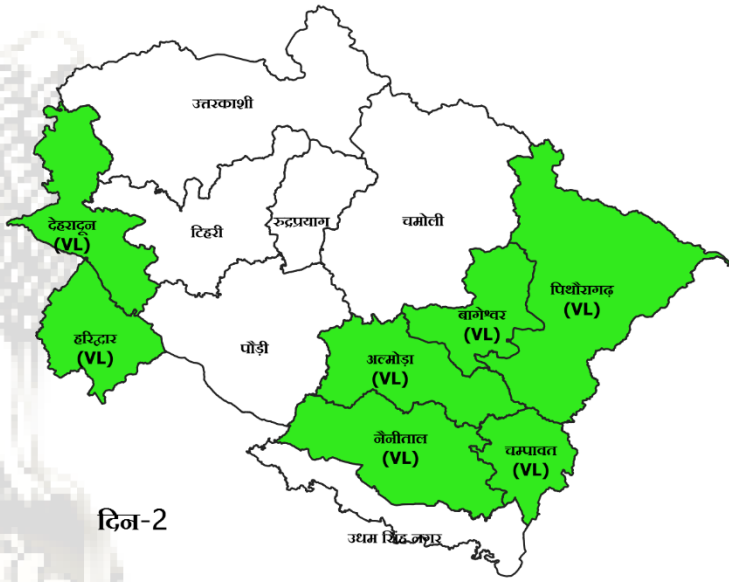 उत्तरकाशी
देहरादून
(VL)
टिहरी
रुद्रप्रयाग
चमोली
हरिद्वार
(VL)
पौड़ी
अल्मोड़ा
(VL)
बागेश्वर
(VL)
पिथौरागढ़
(VL)
नैनीताल
(VL)
चम्पावत
(VL)
उधम सिंह नगर
दिन-2